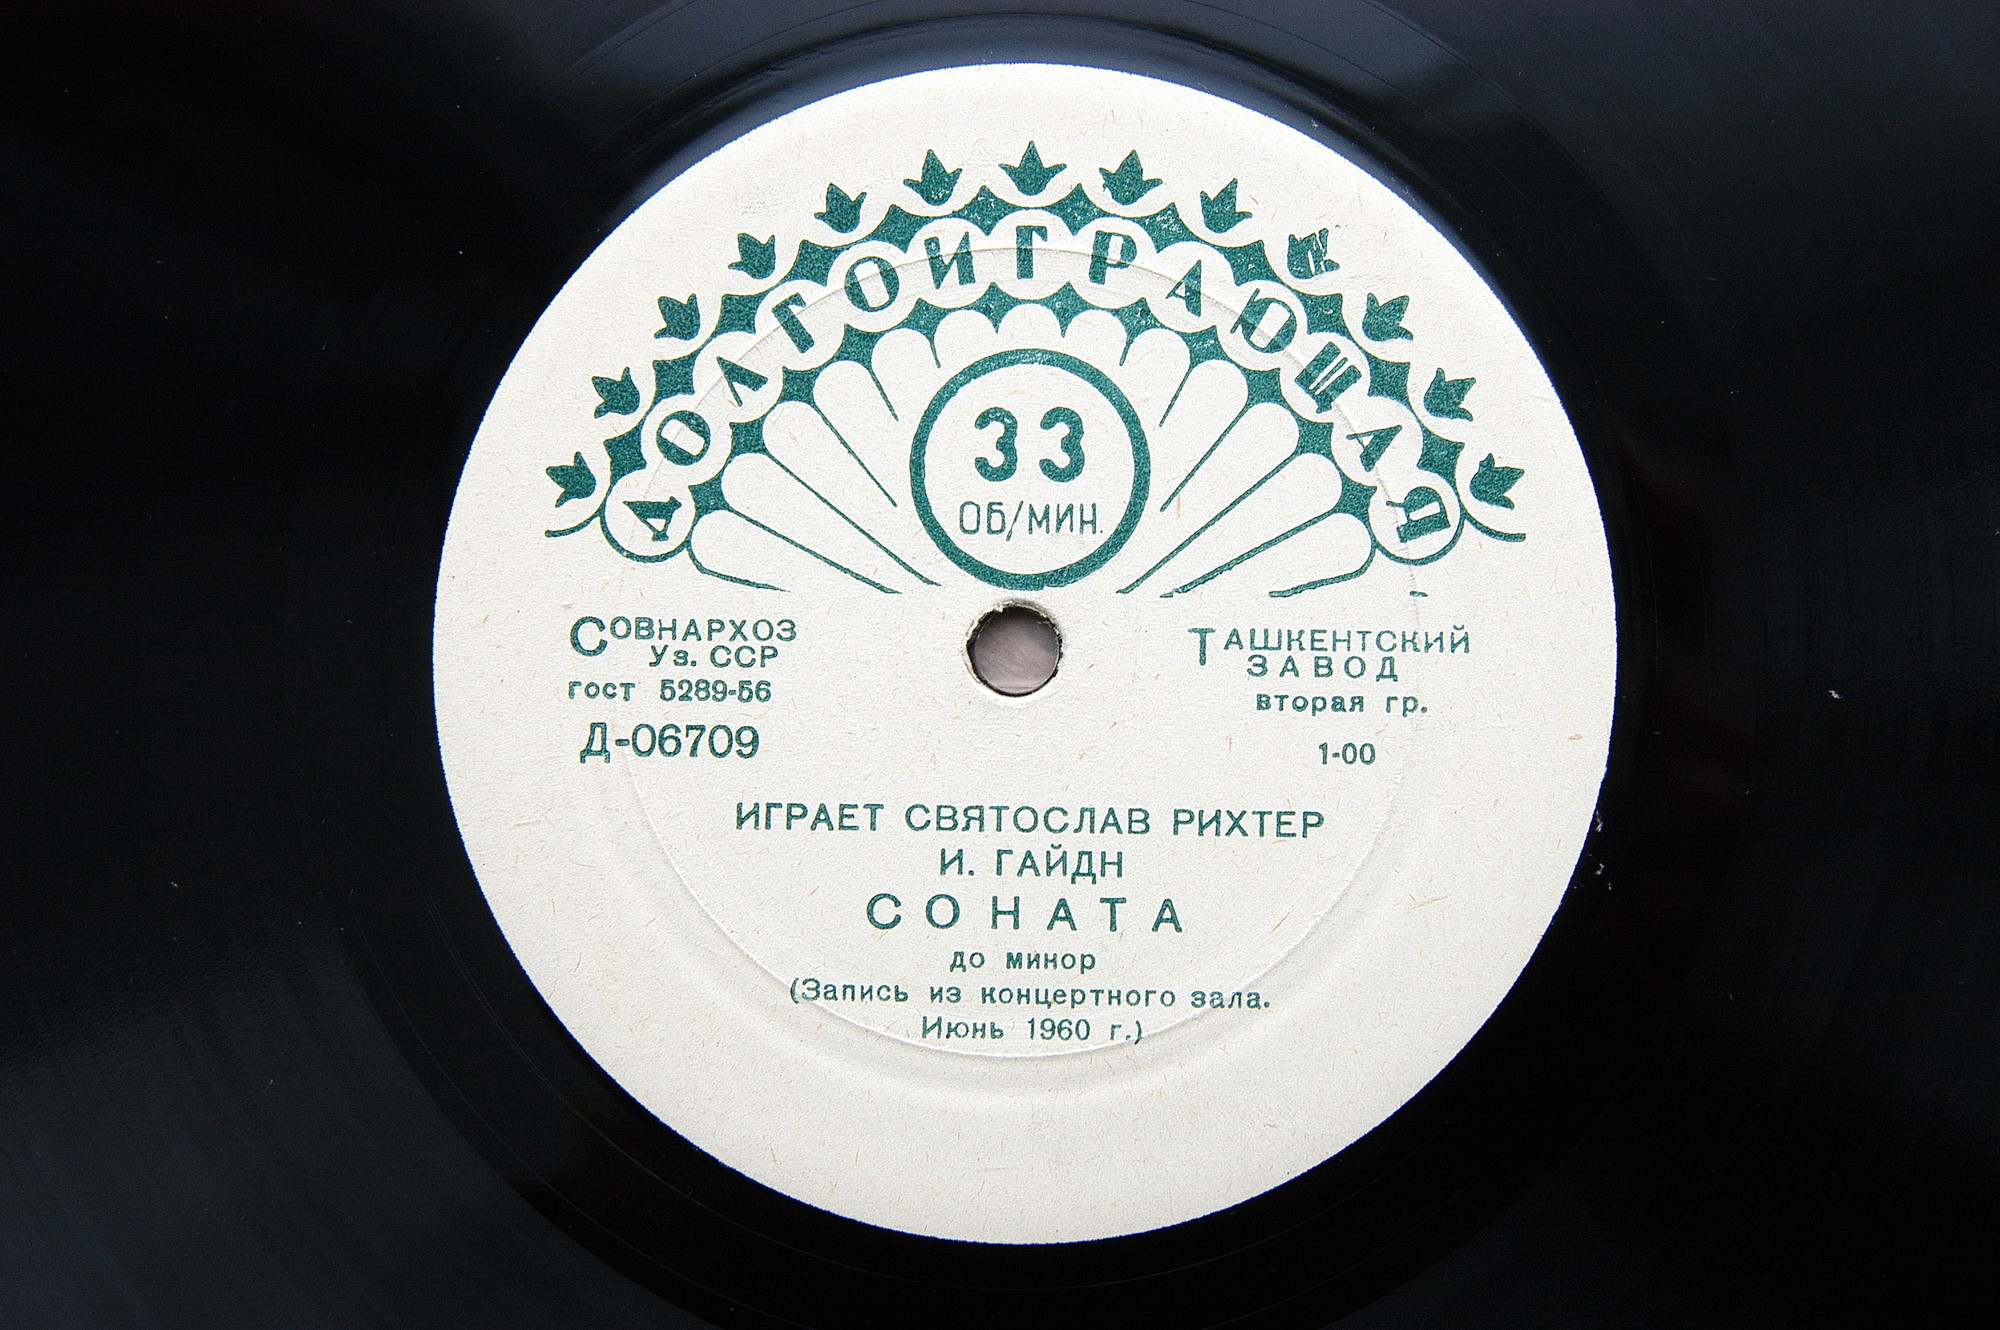 ДОЛГОИГРАЮЩАЯ
33
ОБ/МИН.
СОВНАРХОЗ
Уз. ССР
гост 5289-56
Д-06709
ТАШКЕНТСКИЙ
ЗАВОД
вторая гр.
1-00
ИГРАЕТ СВЯТОСЛАВ РИХТЕР
И. ГАЙДН
СОНАТА
до минор
(Запись из концертного зала.
Июнь 1960 г.)